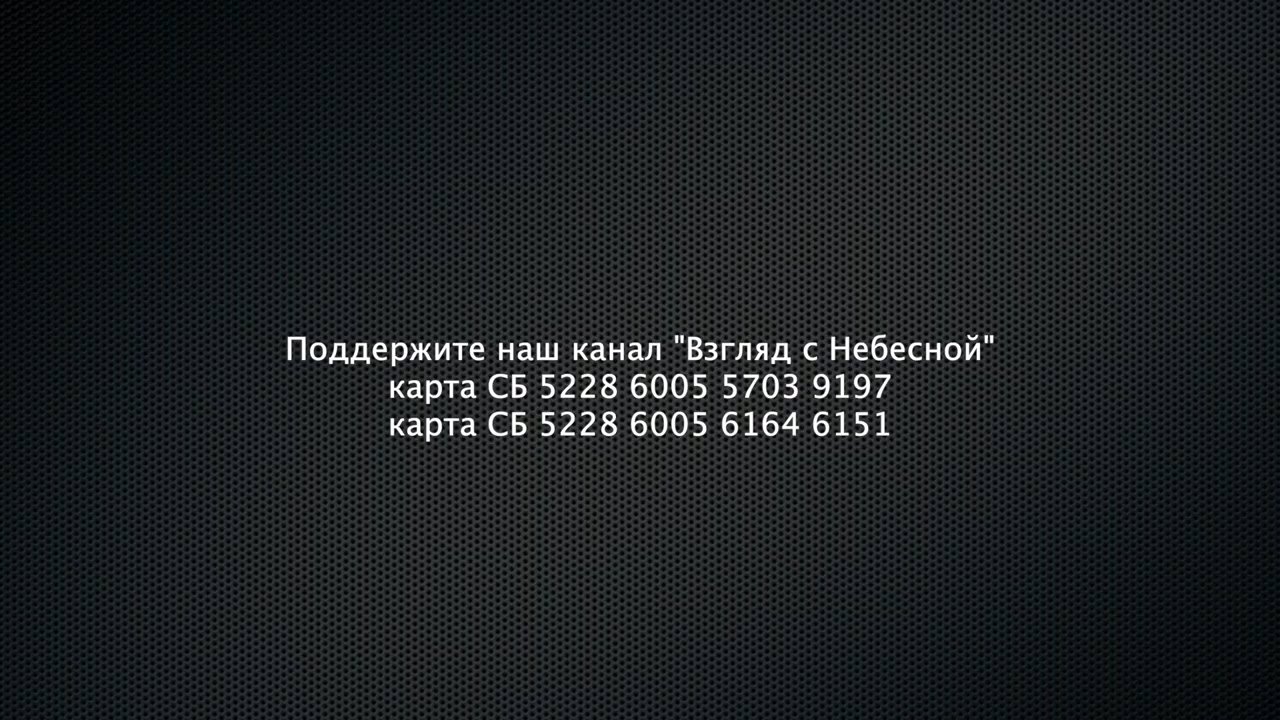 Поддержите наш канал "Взгляд с Небесной"
карта СБ 5228 6005 5703 9197
карта СБ 5228 6005 6164 6151